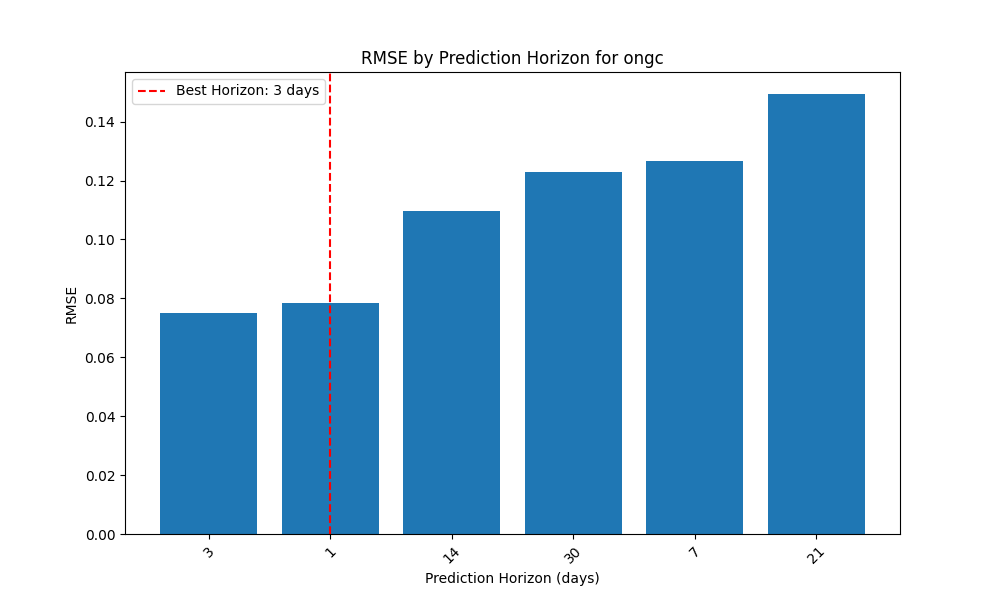 RMSE by Prediction Horizon for ongc
Best Horizon: 3 days
RMSE
0.14
0.12
0.10
0.08
0.06
0.04
0.02
0.00
3 1 14 30 7 21
Prediction Horizon (days)